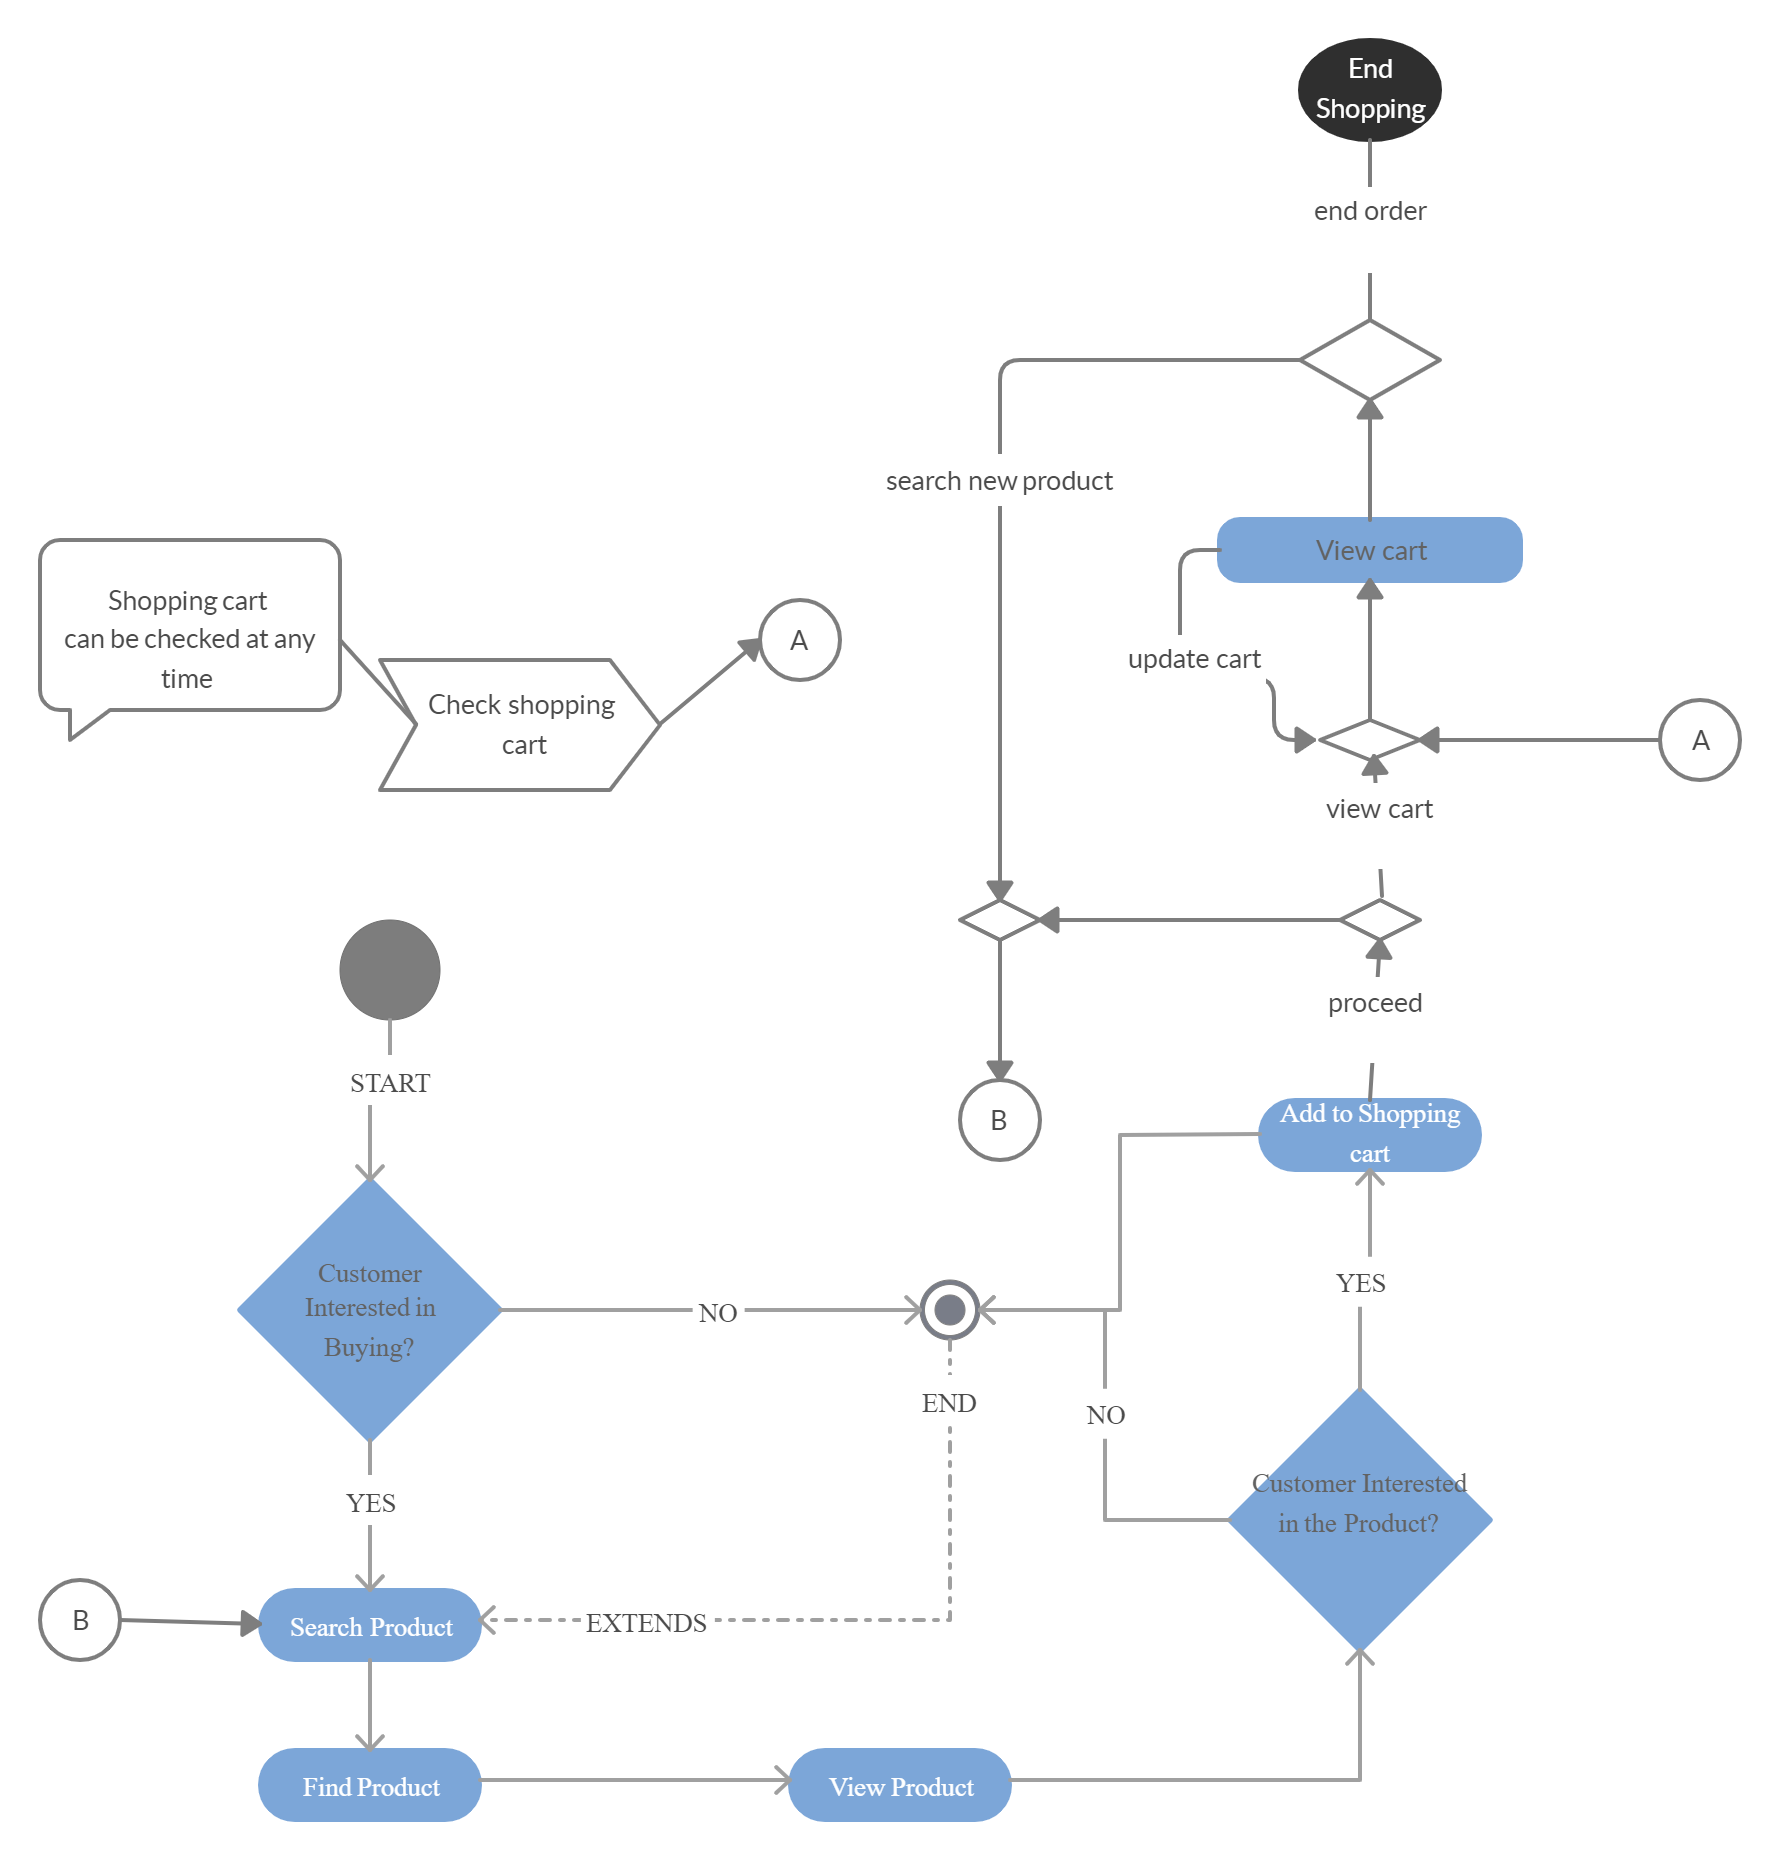 End
Shopping
end order
search new product
View cart
Shopping cart
can be checked at any
time
A
Check shopping
cart
update cart
A
view cart
proceed
START
B
Add to Shopping
cart
Customer
Interested in
Buying?
NO
YES
END
NO
YES
Customer Interested
in the Product?
B
Search Product
EXTENDS
Find Product
View Product